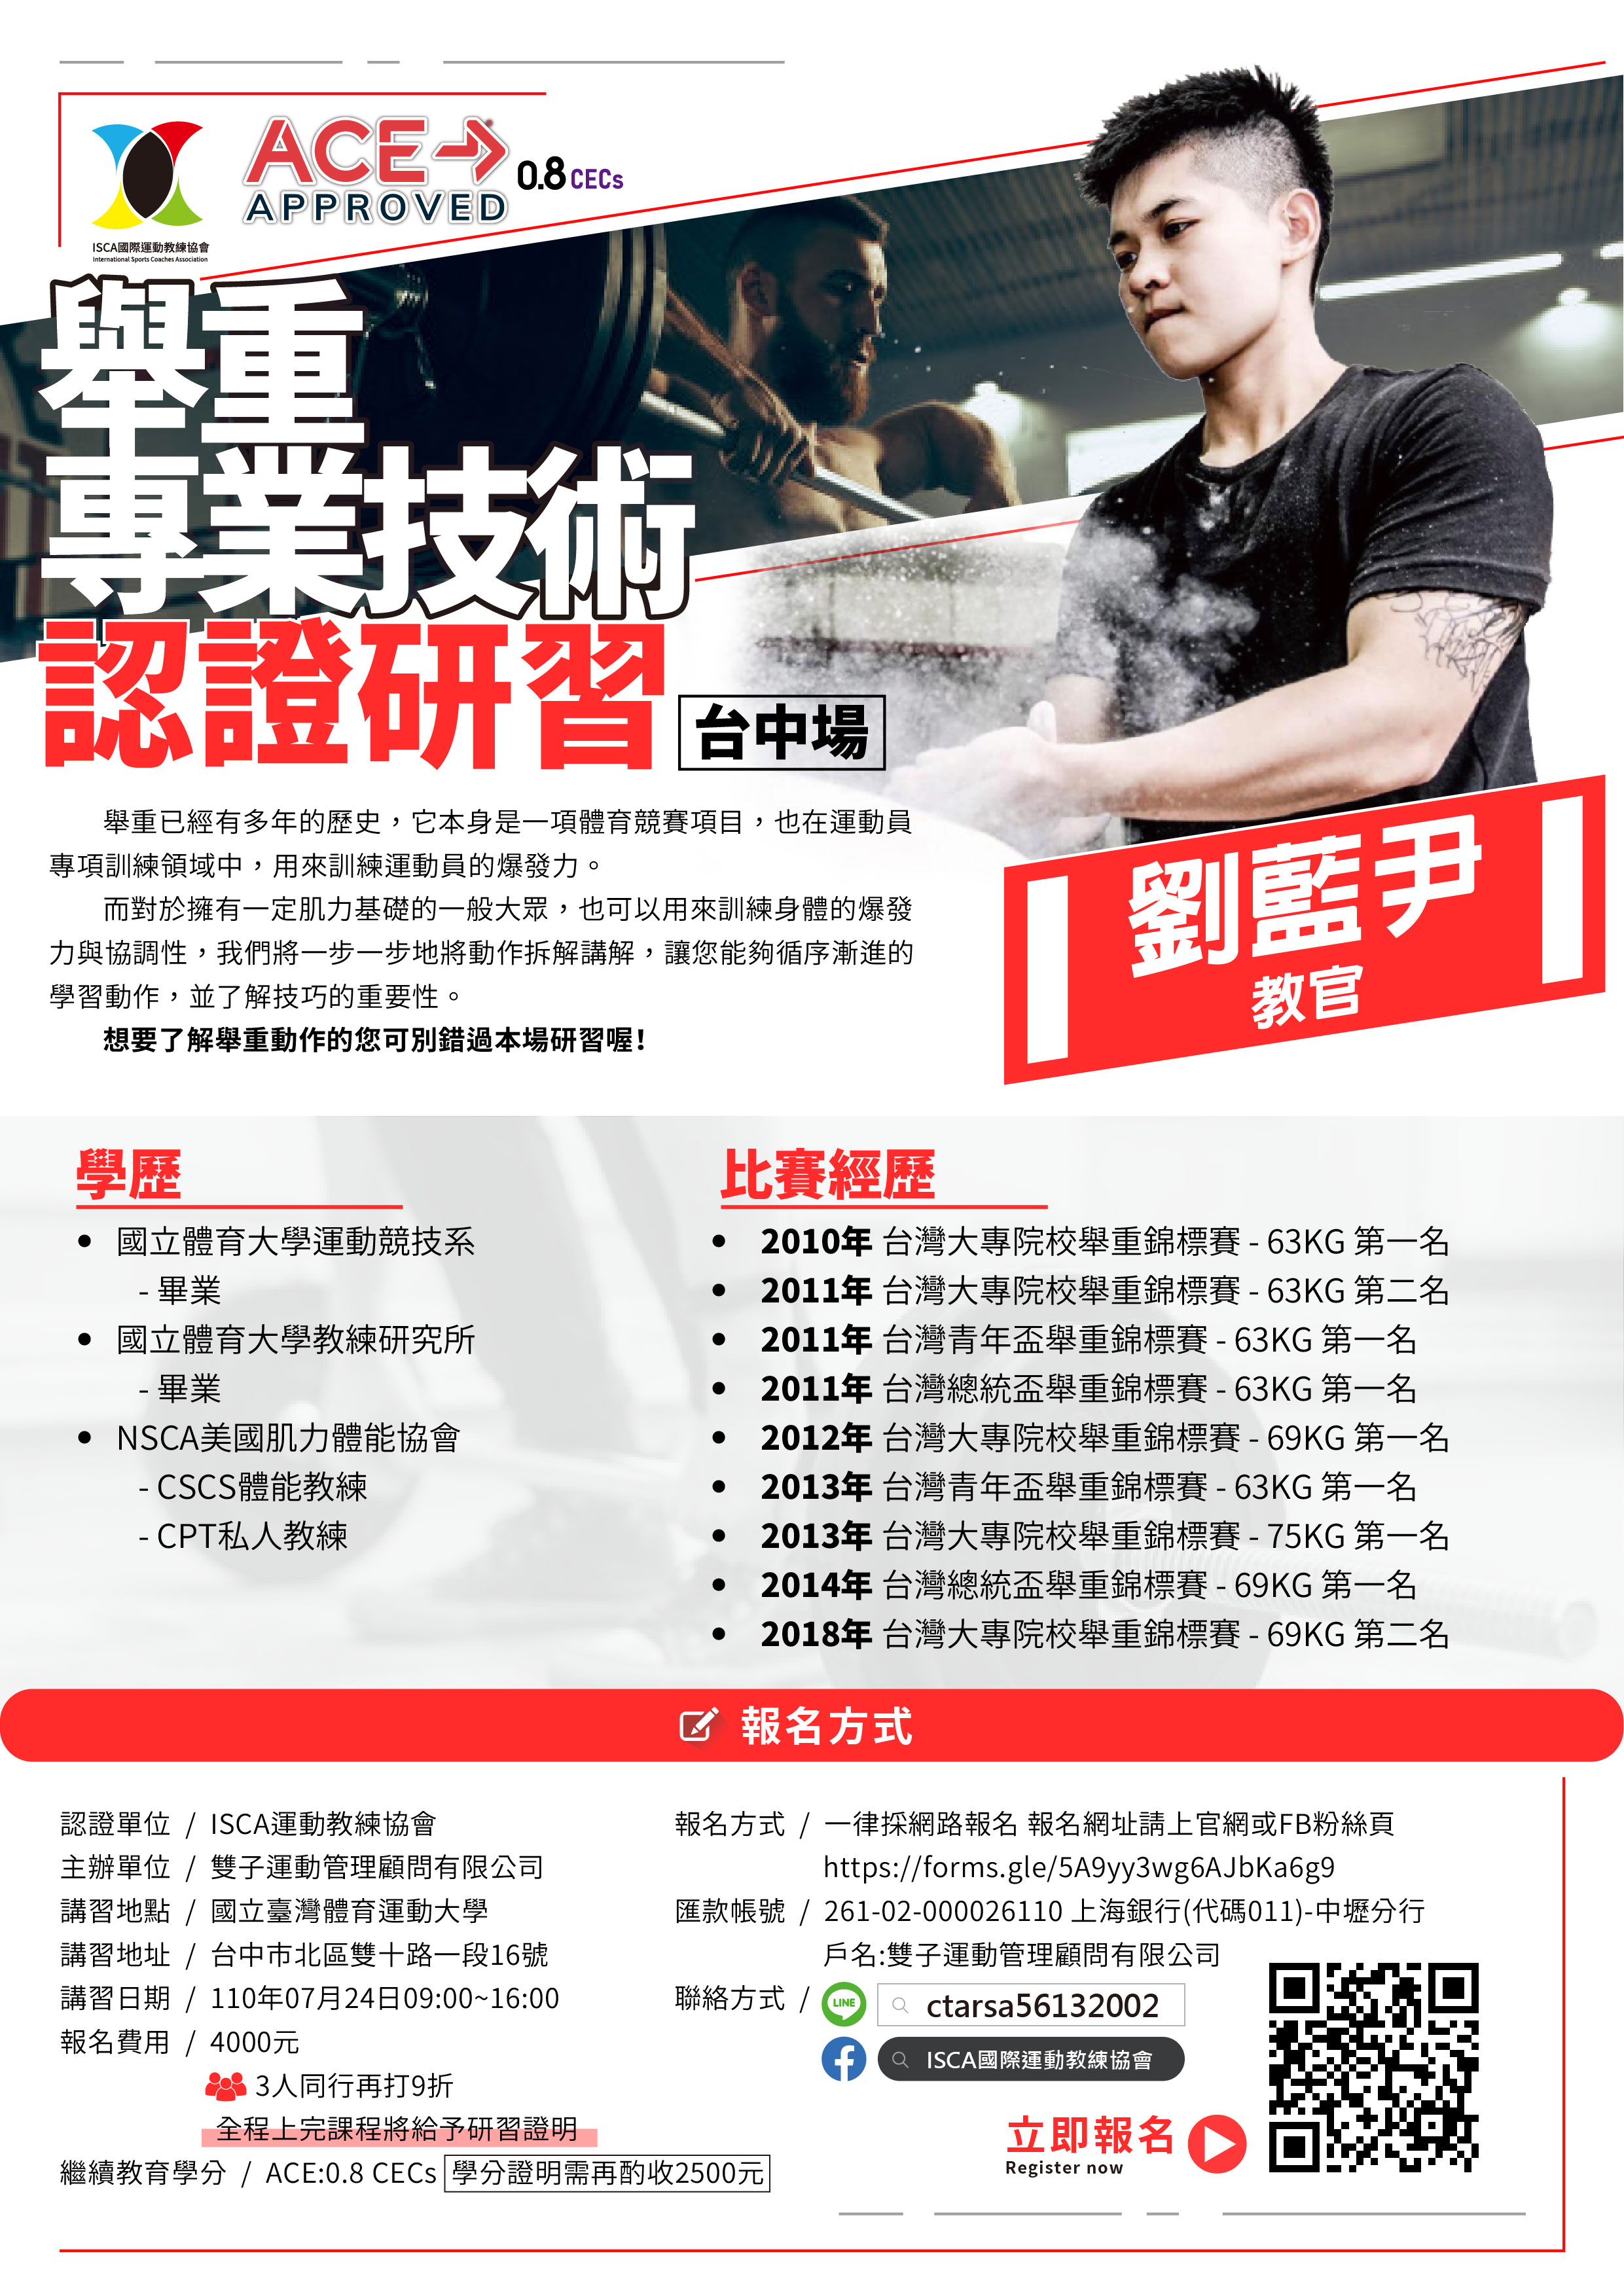 ISCA國際運動教練協會
International Sports Coaches Association
ACE
APPROVED
0.8 CECs
舉重
專業技術
認證研習
台中場
舉重已經有多年的歷史，它本身是一項體育競賽項目，也在運動員
專項訓練領域中，用來訓練運動員的爆發力。
而對於擁有一定肌力基礎的一般大眾，也可以用來訓練身體的爆發
力與協調性，我們將一步一步地將動作拆解講解，讓您能夠循序漸進的
學習動作，並了解技巧的重要性。
想要了解舉重動作的您可別錯過本場研習喔！
劉藍尹
教官
學歷
• 國立體育大學運動競技系
- 畢業
• 國立體育大學教練研究所
- 畢業
• NSCA美國肌力體能協會
- CSCS體能教練
- CPT私人教練
比賽經歷
• 2010年 台灣大專院校舉重錦標賽 - 63KG 第一名
• 2011年 台灣大專院校舉重錦標賽 - 63KG 第二名
• 2011年 台灣青年盃舉重錦標賽 - 63KG 第一名
• 2011年 台灣總統盃舉重錦標賽 - 63KG 第一名
• 2012年 台灣大專院校舉重錦標賽 - 69KG 第一名
• 2013年 台灣青年盃舉重錦標賽 - 63KG 第一名
• 2013年 台灣大專院校舉重錦標賽 - 75KG 第一名
• 2014年 台灣總統盃舉重錦標賽 - 69KG 第一名
• 2018年 台灣大專院校舉重錦標賽 - 69KG 第二名
報名方式
認證單位 / ISCA運動教練協會
主辦單位 / 雙子運動管理顧問有限公司
講習地點 / 國立臺灣體育運動大學
講習地址 / 台中市北區雙十路一段16號
講習日期 / 110年07月24日09:00~16:00
報名費用 / 4000元
3人同行再打9折
全程上完課程將給予研習證明
繼續教育學分 / ACE:0.8 CECs 學分證明需再酌收2500元
報名方式 / 一律採網路報名 報名網址請上官網或FB粉絲頁
https://forms.gle/5A9yy3wg6AJbKa6g9
匯款帳號 / 261-02-000026110 上海銀行(代碼011)-中壢分行
戶名:雙子運動管理顧問有限公司
聯絡方式 / LINE ctarsa56132002
ISCA國際運動教練協會
立即報名
Register now